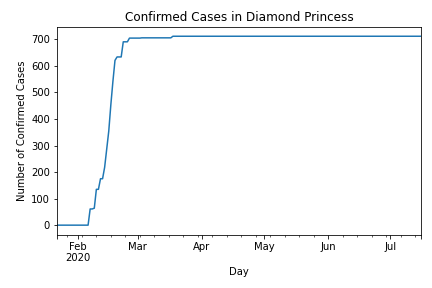 Confirmed Cases in Diamond Princess
Number of Confirmed Cases
700
600
500
400
300
200
100
0
Feb Mar Apr May Jun Jul
2020
Day